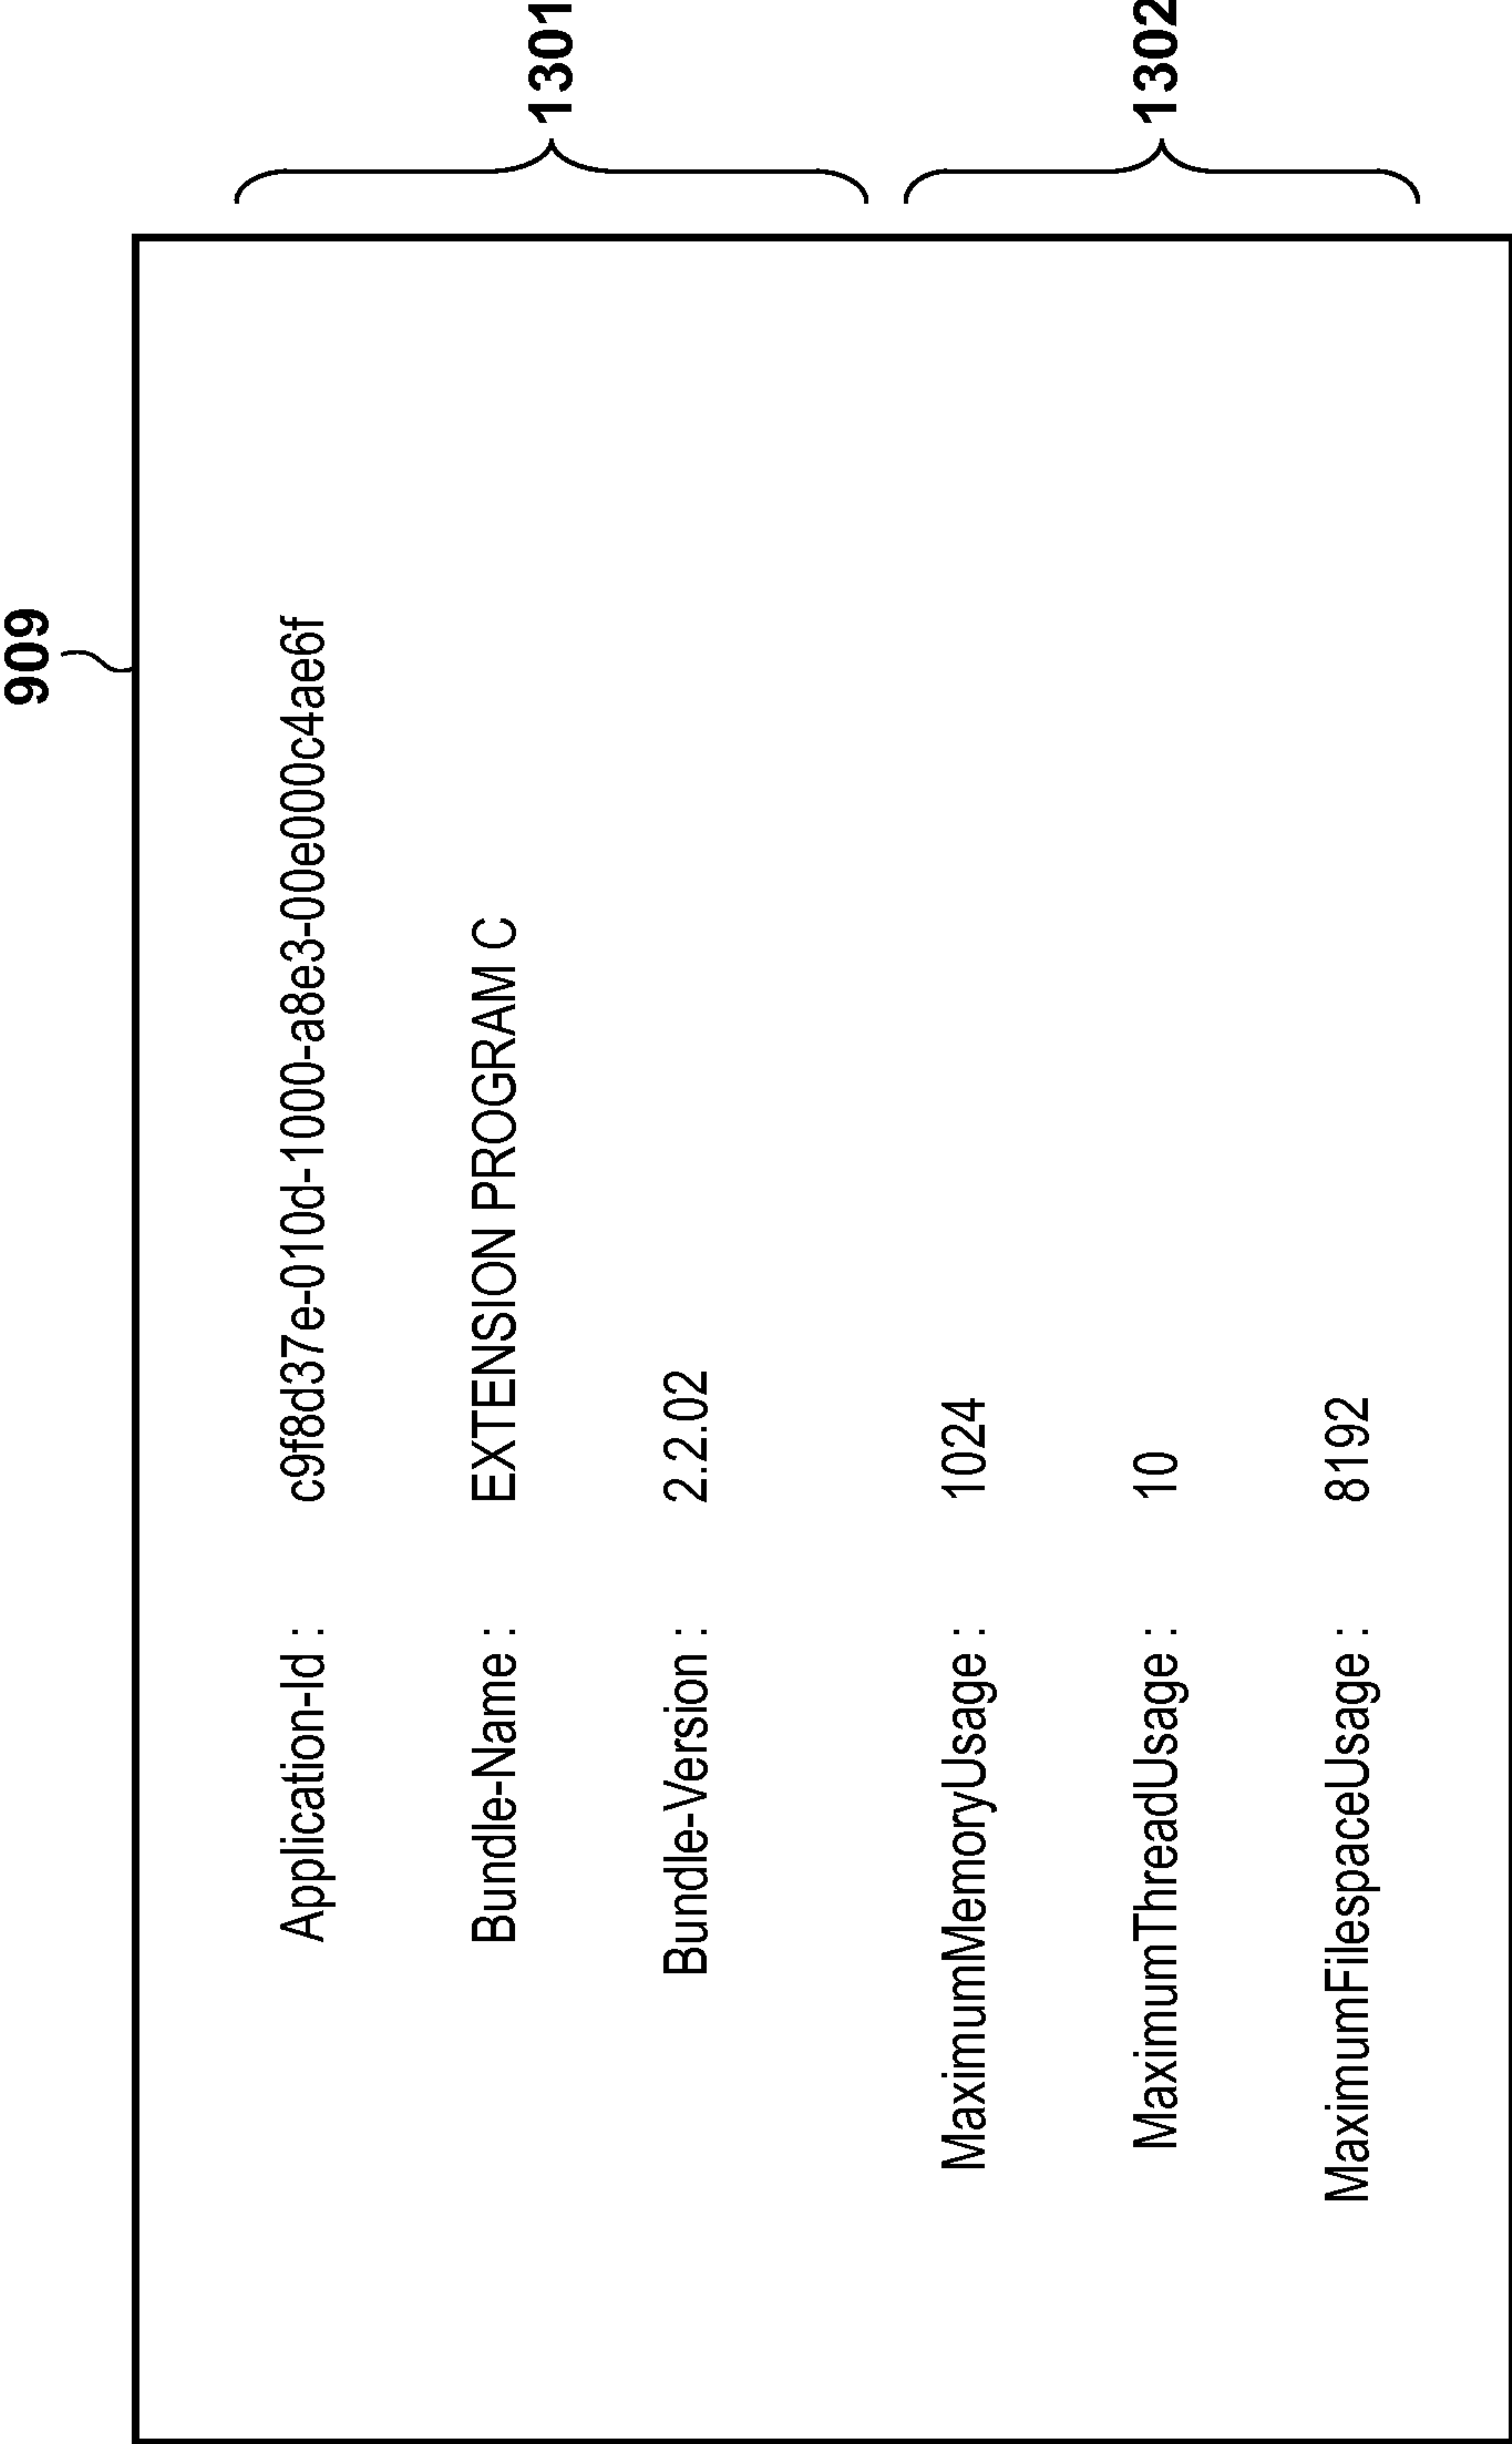 909
Application-Id : c9f8d37e-010d-1000-a8e3-00e000c4ae6f
Bundle-Name : EXTENSION PROGRAM C
Bundle-Version : 2.2.02
1301
MaximumMemoryUsage : 1024
MaximumThreadUsage : 10
MaximumFilespaceUsage : 8192
1302